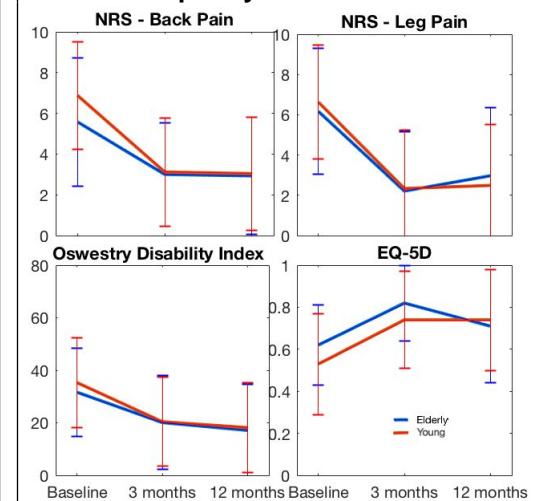 NRS - Back Pain
NRS - Leg Pain
10
8
6
4
2
0
10
8
6
4
2
0
Oswestry Disability Index
EQ-5D
80
60
40
20
0
1
0.8
0.6
0.4
0.2
0
Elderly
Young
Baseline 3 months 12 months
Baseline 3 months 12 months